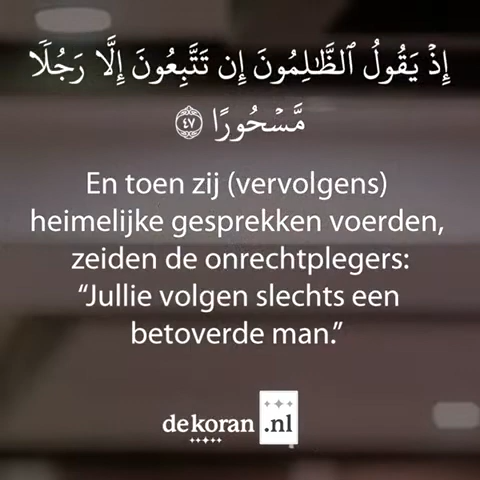 إِذۡ يَقُولُ ٱلظَّٰلِمُونَ إِن تَتَّبِعُونَ إِلَّا رَجُلٗا
مَّسۡحُورًا ٤٧
En toen zij (vervolgens)
heimelijke gesprekken voerden,
zeiden de onrechtplegers:
“Jullie volgen slechts een
betoverde man.”
dekoran.nl